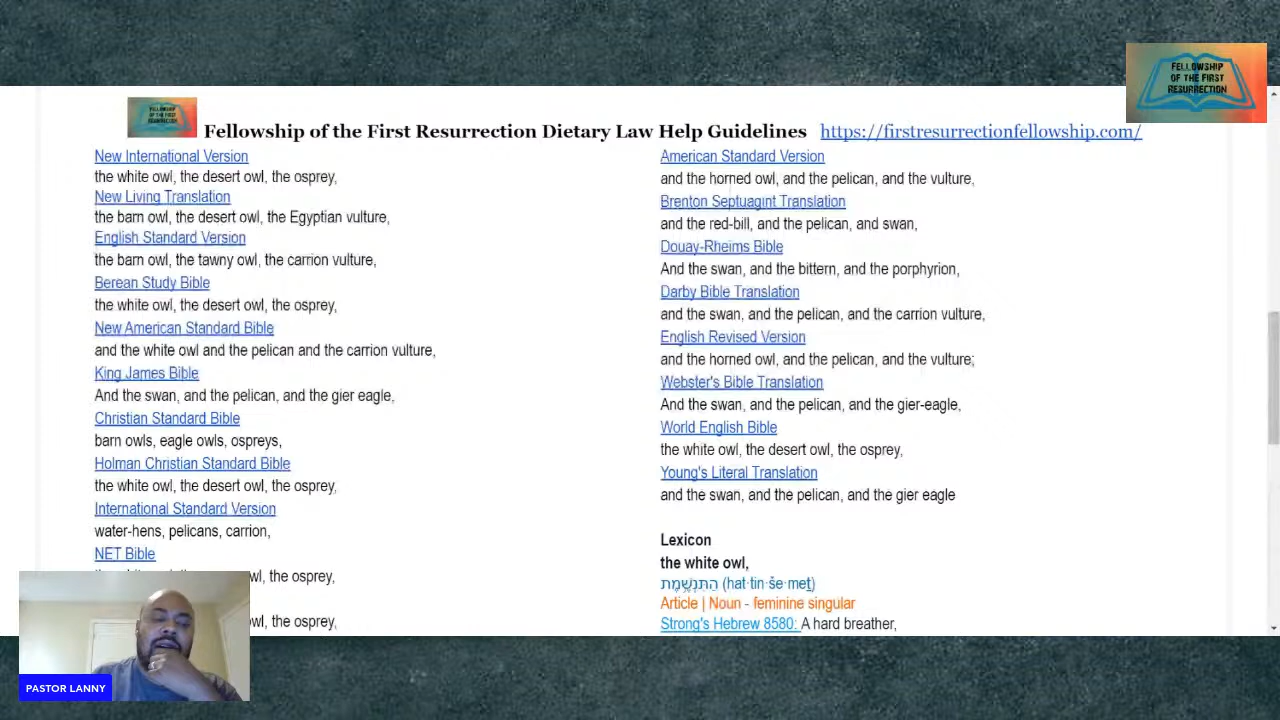 FELLOWSHIP
OF THE FIRST
RESURRECTION
FELLOWSHIP
OF THE FIRST
RESURRECTION
Fellowship of the First Resurrection Dietary Law Help Guidelines https://firstresurrectionfellowship.com/
New International Version
the white owl, the desert owl, the osprey,
New Living Translation
the barn owl, the desert owl, the Egyptian vulture,
English Standard Version
the barn owl, the tawny owl, the carrion vulture,
Berean Study Bible
the white owl, the desert owl, the osprey,
New American Standard Bible
and the white owl and the pelican and the carrion vulture,
King James Bible
And the swan, and the pelican, and the gier eagle,
Christian Standard Bible
barn owls, eagle owls, ospreys,
Holman Christian Standard Bible
the white owl, the desert owl, the osprey,
International Standard Version
water-hens, pelicans, carrion,
NET Bible
wl, the osprey,
wl, the osprey,
American Standard Version
and the horned owl, and the pelican, and the vulture,
Brenton Septuagint Translation
and the red-bill, and the pelican, and swan,
Douay-Rheims Bible
And the swan, and the bittern, and the porphyrion,
Darby Bible Translation
and the swan, and the pelican, and the carrion vulture,
English Revised Version
and the horned owl, and the pelican, and the vulture;
Webster's Bible Translation
And the swan, and the pelican, and the gier-eagle,
World English Bible
the white owl, the desert owl, the osprey,
Young's Literal Translation
and the swan, and the pelican, and the gier eagle
Lexicon
the white owl,
הַתִּנְשֶׁ֥מֶת (hat·tin·še·meṯ)
Article | Noun - feminine singular
Strong's Hebrew 8580: A hard breather,
PASTOR LANNY